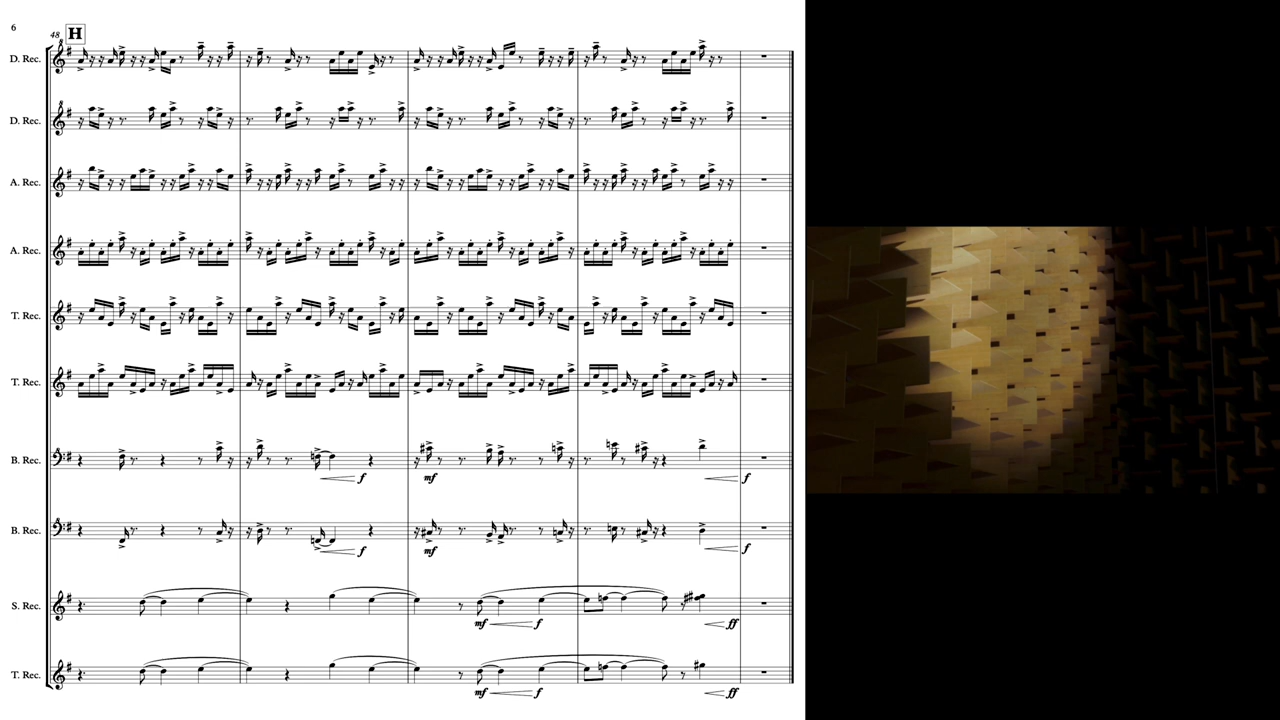 6
48 H
D. Rec.
D. Rec.
A. Rec.
A. Rec.
T. Rec.
T. Rec.
B. Rec.
f mf f
B. Rec.
f mf f
S. Rec.
mf f ff
T. Rec.
mf f ff